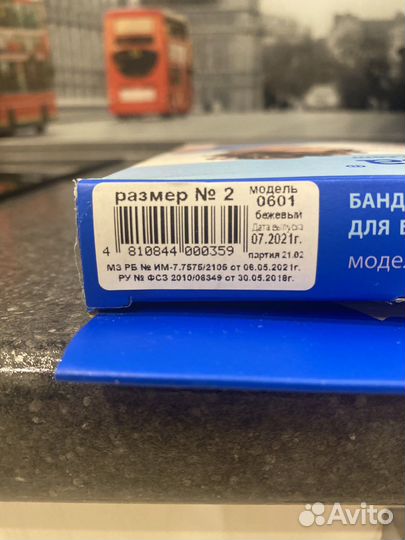 размер № 2
модель
0601
бежевый
Дата выпуска
07.2021г.
партия 21.02
4 810844 000359
МЗ РБ № ИМ-7.7575/2105 от 06.05.2021г.
РУ № ФСЗ 2010/08349 от 30.05.2018г.
БАНД
ДЛЯ
моде
Avito